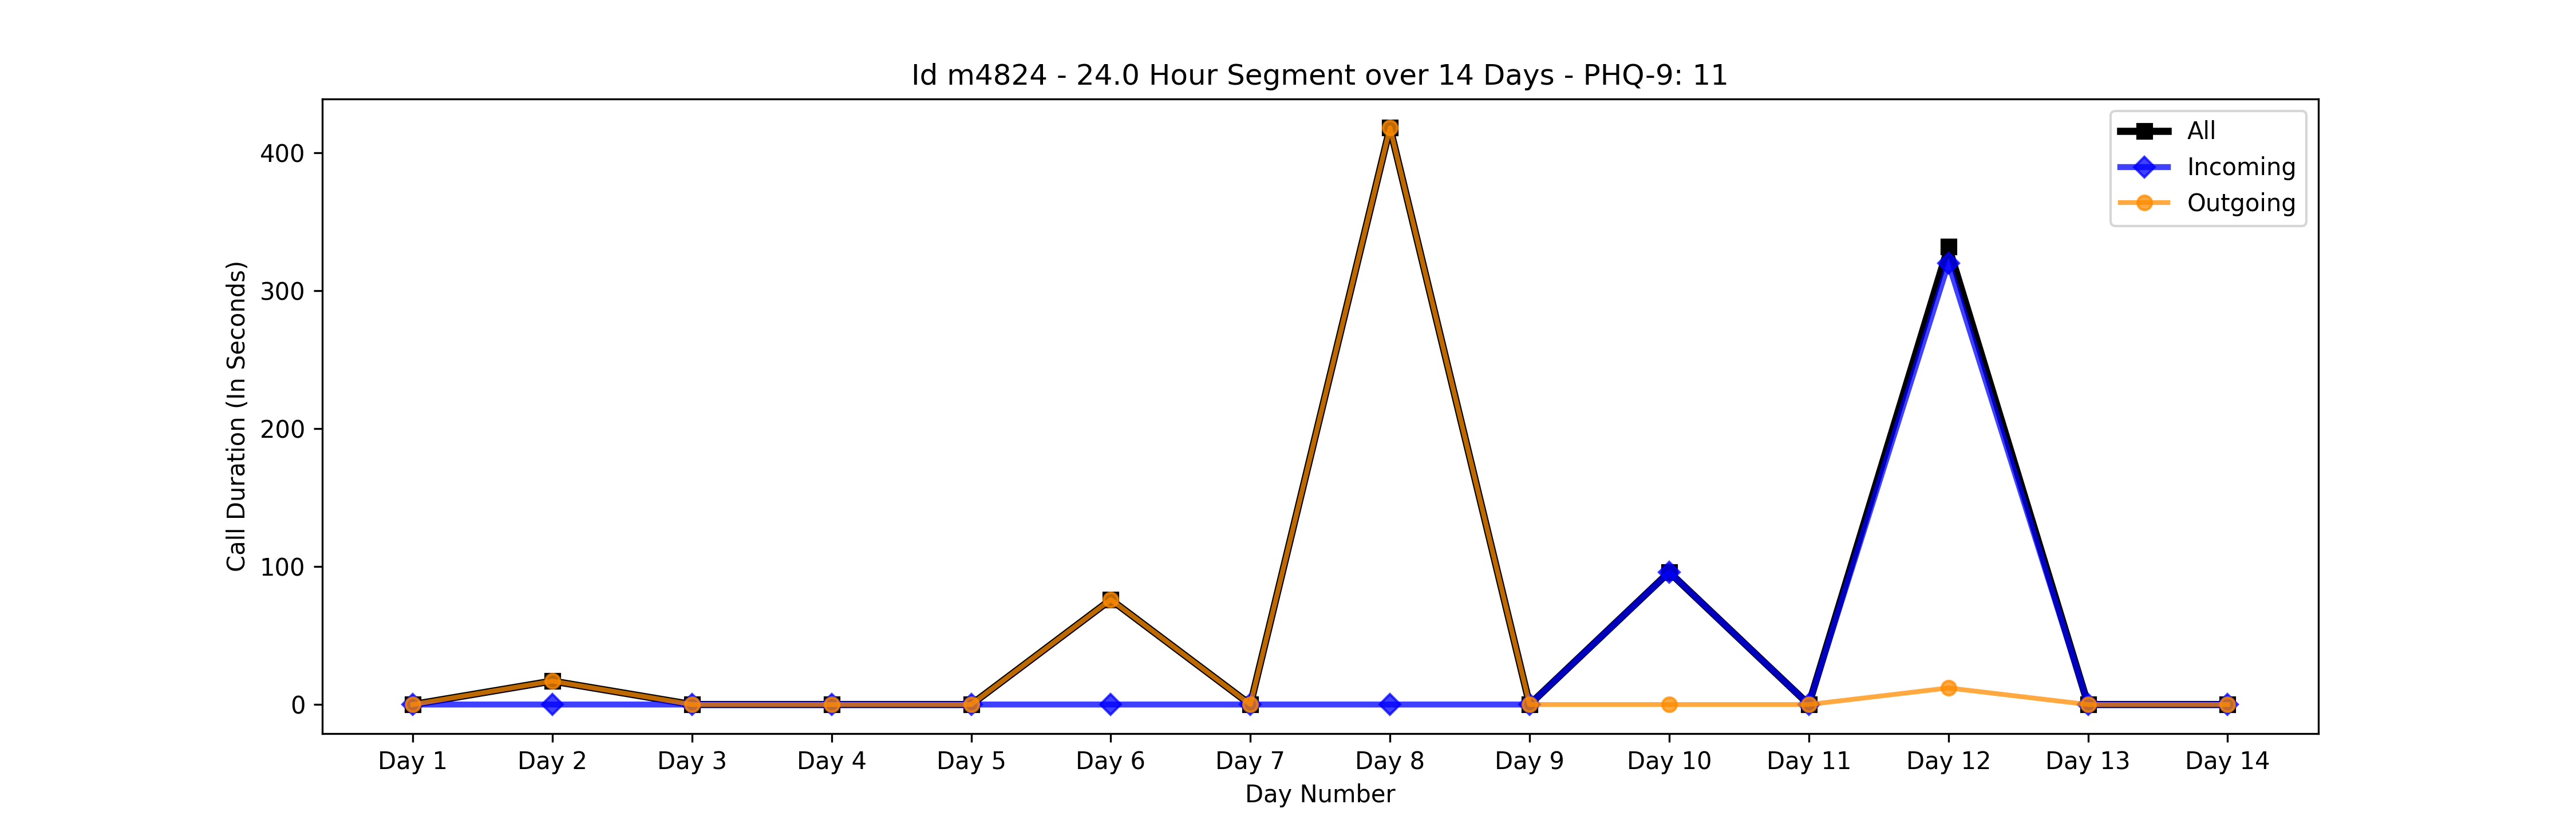 Id m4824 - 24.0 Hour Segment over 14 Days - PHQ-9: 11
All
Incoming
Outgoing
400
300
200
100
0
Call Duration (In Seconds)
Day 1 Day 2 Day 3 Day 4 Day 5 Day 6 Day 7 Day 8 Day 9 Day 10 Day 11 Day 12 Day 13 Day 14
Day Number